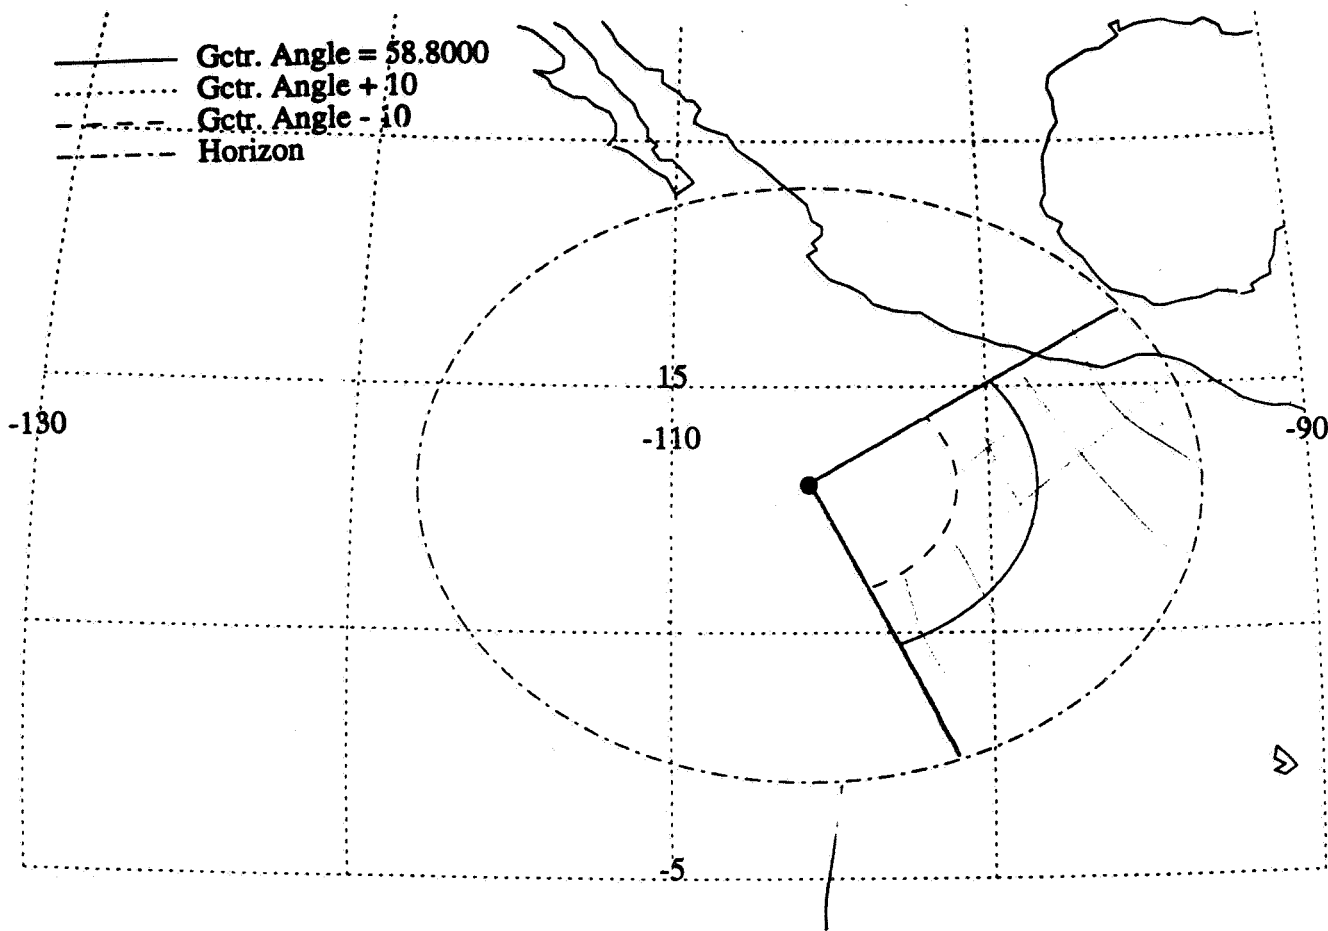 Gctr. Angle = 58.8000
Gctr. Angle + 10
Gctr. Angle - 10
Horizon
15
-130
-110
-90
-5